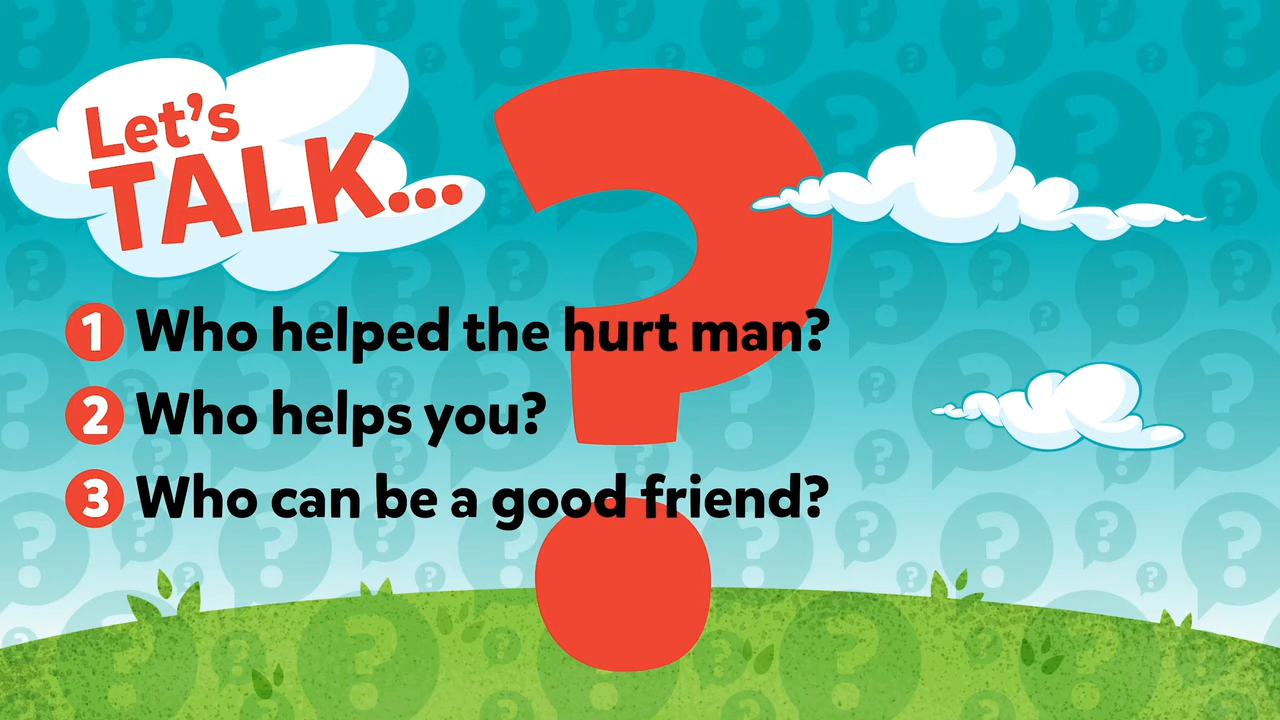 Let's
TALK...
1 Who helped the hurt man?
2 Who helps you?
3 Who can be a good friend?
?